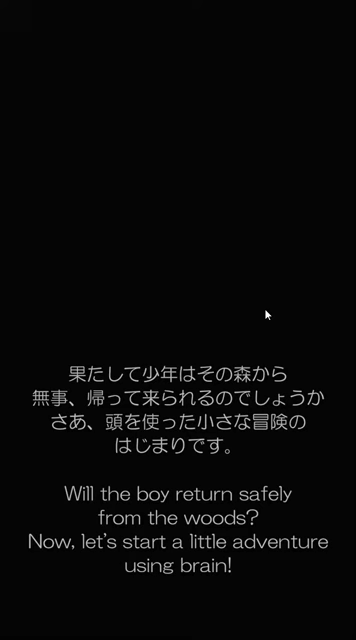 果たして少年はその森から
無事、帰って来られるのでしょうか
さあ、頭を使った小さな冒険の
はじまりです。
Will the boy return safely
from the woods?
Now, let's start a little adventure
using brain!